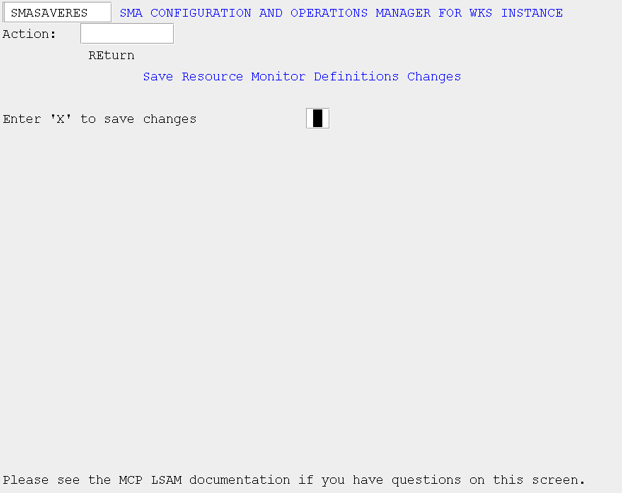 SMASAVERES SMA CONFIGURATION AND OPERATIONS MANAGER FOR WKS INSTANCE
Action:
REturn
Save Resource Monitor Definitions Changes
Enter 'X' to save changes
Please see the MCP LSAM documentation if you have questions on this screen.